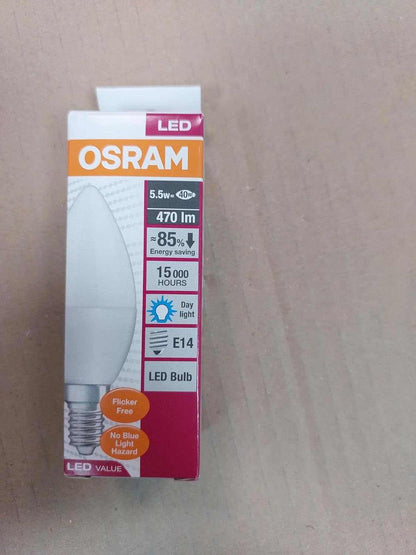 LED
OSRAM
5.5w≈ 40w
470 lm
≈85%
Energy saving
15 000
HOURS
Day
light
E14
LED Bulb
Flicker
Free
No Blue
Light
Hazard
LED VALUE